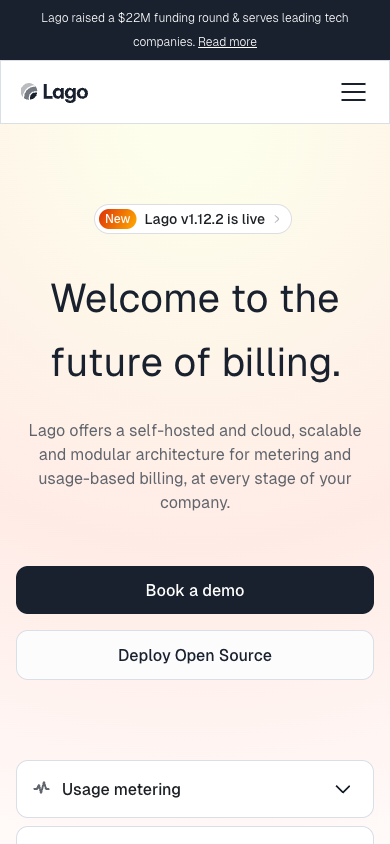 Lago raised a $22M funding round & serves leading tech
companies. Read more
Lago
New Lago v1.12.2 is live
Welcome to the
future of billing.
Lago offers a self-hosted and cloud, scalable
and modular architecture for metering and
usage-based billing, at every stage of your
company.
Book a demo
Deploy Open Source
Usage metering